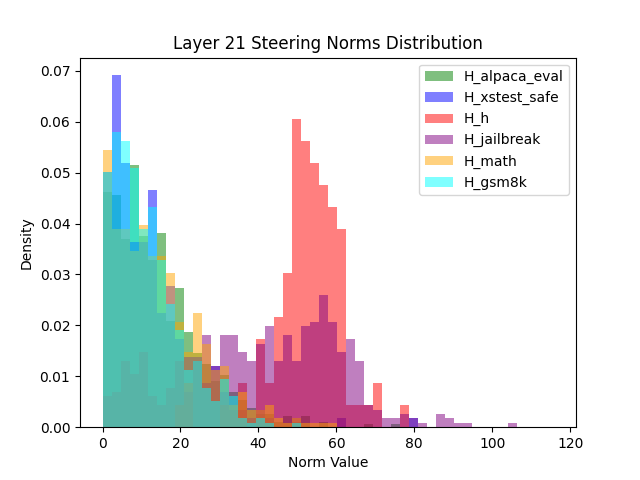 Layer 21 Steering Norms Distribution
0.07
0.06
0.05
0.04
0.03
0.02
0.01
0.00
Density
0
20
40
60
80
100
120
Norm Value
H_alpaca_eval
H_xstest_safe
H_h
H_jailbreak
H_math
H_gsm8k